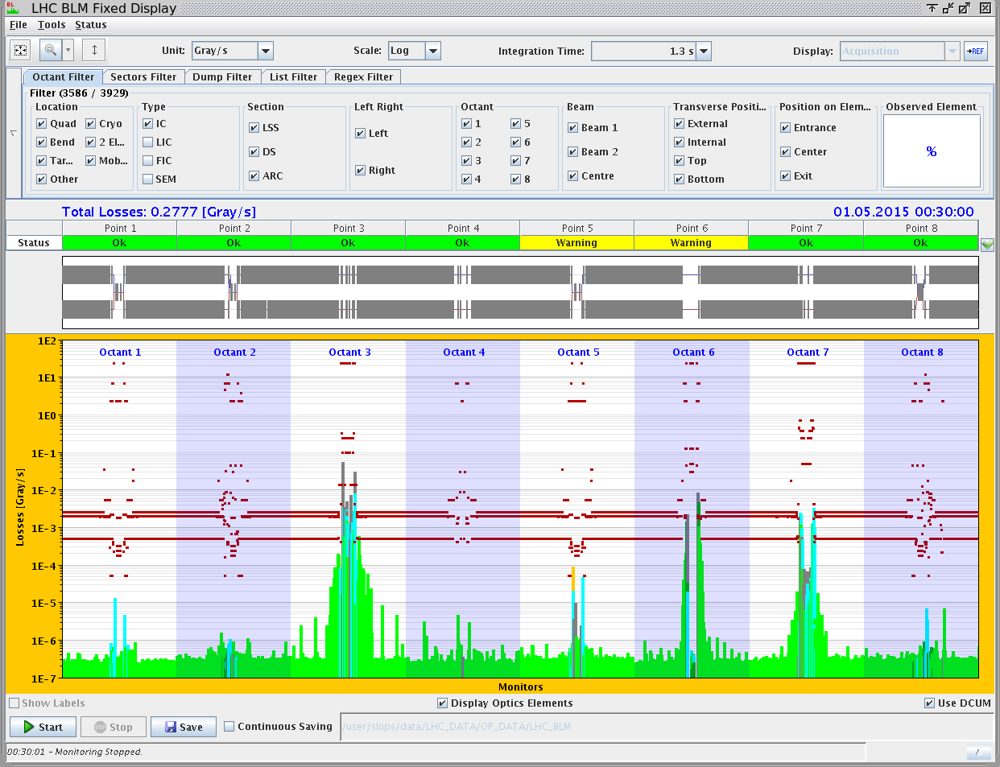 BL LHC BLM Fixed Display
File Tools Status
Unit: Gray/s Scale: Log Integration Time: 1.3 s Display: Acquisition →REF
Octant Filter Sectors Filter Dump Filter List Filter Regex Filter
Filter (3586 / 3929)
Location Type Section Left Right Octant Beam Transverse Positi... Position on Elem... Observed Element
Quad Cryo IC LSS Left 1 5 Beam 1 External Entrance
Bend 2 El... LIC DS 2 6 Beam 2 Internal Center %
Tar... Mob... FIC Right 3 7 Top
Other SEM ARC 4 8 Centre Bottom Exit
Total Losses: 0.2777 [Gray/s] 01.05.2015 00:30:00
Point 1 Point 2 Point 3 Point 4 Point 5 Point 6 Point 7 Point 8
Status Ok Ok Ok Ok Warning Warning Ok Ok
1E2
Octant 1 Octant 2 Octant 3 Octant 4 Octant 5 Octant 6 Octant 7 Octant 8
1E1
1E0
1E-1
1E-2
Losses [Gray/s]
1E-3
1E-4
1E-5
1E-6
1E-7
Monitors
Show Labels Display Optics Elements Use DCUM
Start STOP Stop Save Continuous Saving /user/slops/data/LHC_DATA/OP_DATA/LHC_BLM
00:30:01 - Monitoring Stopped.